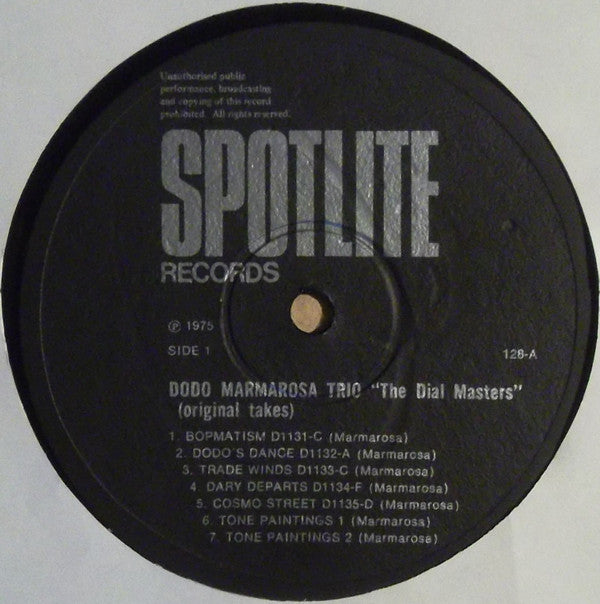 Unauthorised public
performance, broadcasting
and copying of this record
prohibited. All rights reserved.
SPOTLITE
RECORDS
℗ 1975
SIDE 1
128-A
DODO MARMAROSA TRIO "The Dial Masters"
(original takes)
1. BOPMATISM D1131-C (Marmarosa)
2. DODO'S DANCE D1132-A (Marmarosa)
3. TRADE WINDS D1133-C (Marmarosa)
4. DARY DEPARTS D1134-F (Marmarosa)
5. COSMO STREET D1135-D (Marmarosa)
6. TONE PAINTINGS 1 (Marmarosa)
7. TONE PAINTINGS 2 (Marmarosa)